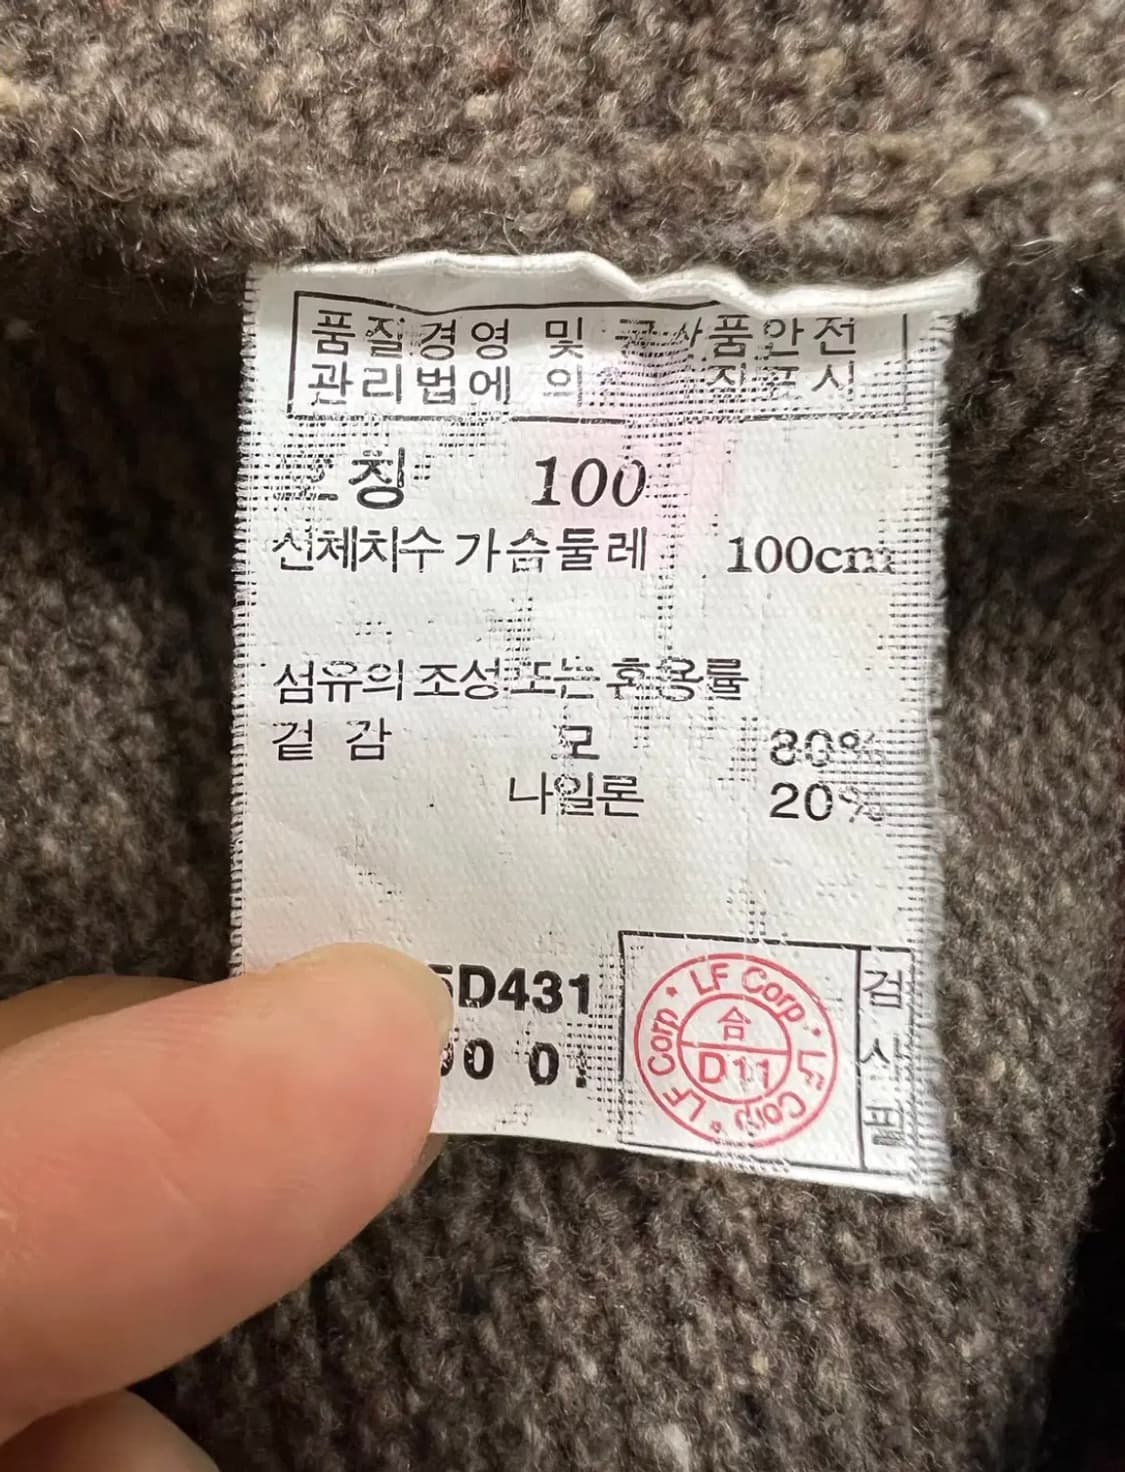 품질경영 및 공산품안전
관리법에 의한 품질표시
호칭 100
신체치수 가슴둘레 100cm
섬유의 조성 또는 혼용률
겉 감 모 80%
나일론 20%
5D431
LF Corp · LF Corp · LF Corp ·
合
D11
검사필